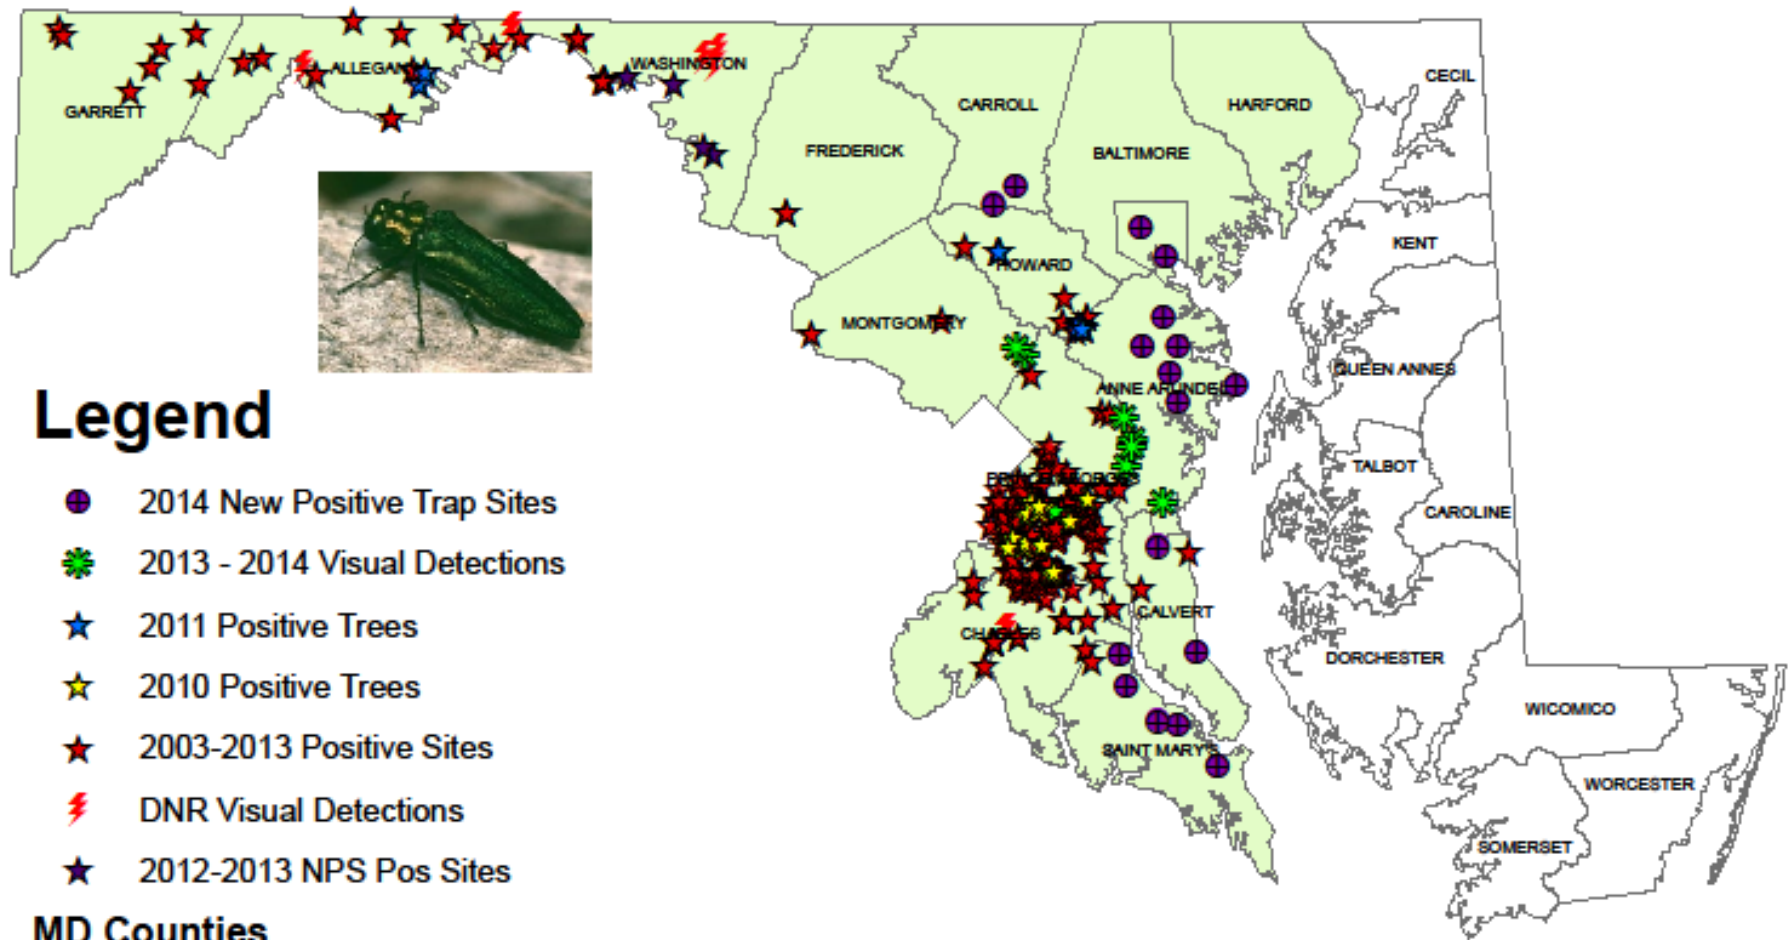 CECIL
WASHINGTON
ALLEGAN
CARROLL
HARFORD
GARRETT
FREDERICK
BALTIMORE
KENT
HOWARD
MONTGOMERY
QUEEN ANNES
ANNE ARUNDEL
TALBOT
CAROLINE
CALVERT
CHARLES
DORCHESTER
WICOMICO
SAINT MARY'S
WORCESTER
SOMERSET
Legend
2014 New Positive Trap Sites
2013 - 2014 Visual Detections
2011 Positive Trees
2010 Positive Trees
2003-2013 Positive Sites
DNR Visual Detections
2012-2013 NPS Pos Sites
MD Counties